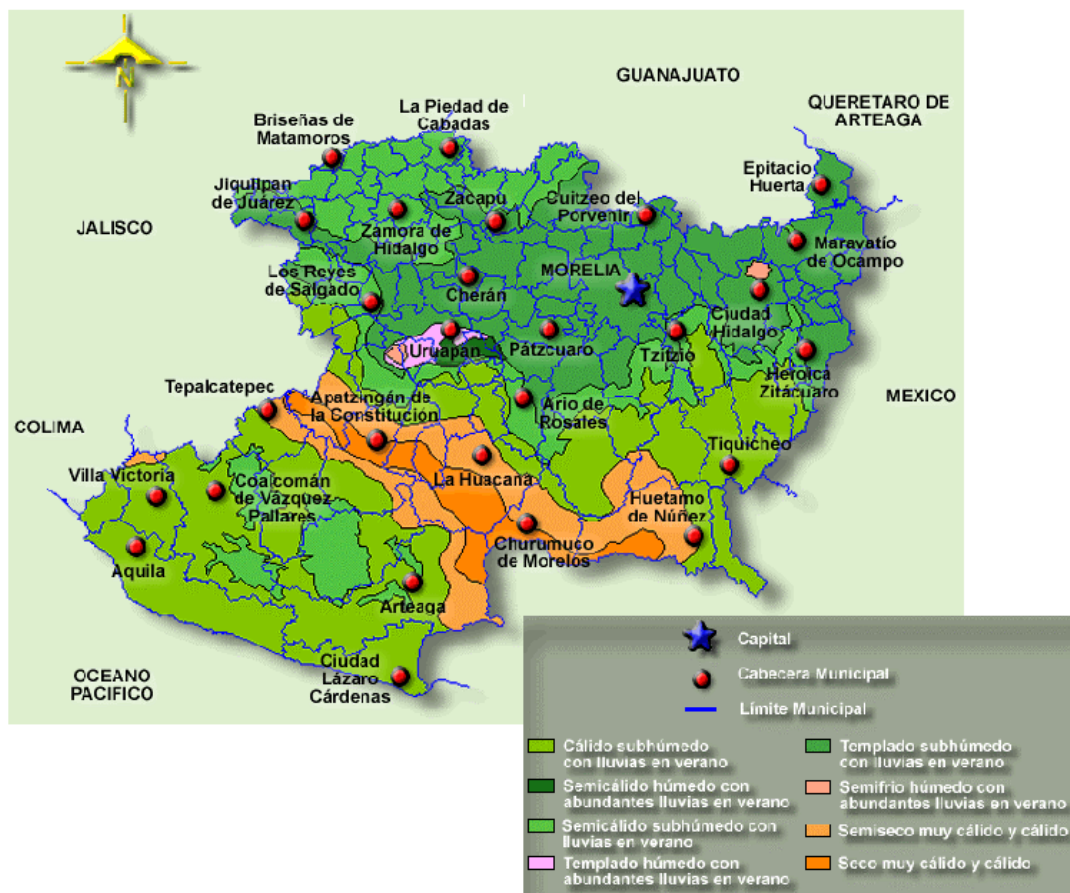 GUANAJUATO
QUERETARO DE
ARTEAGA
La Piedad de
Cabadas
Briseñas de
Matamoros
N
Epitacio
Huerta
Jiquilpan
de Juárez
Zacapu
Cuitzeo del
Porvenir
JALISCO
Zamora de
Hidalgo
Maravatío
de Ocampo
Los Reyes
de Salgado
MORELIA
Cherán
Ciudad
Hidalgo
Uruapan
Pátzcuaro
Tzitzio
Heroica
Zitácuaro
Tepalcatepec
Apatzingán de
la Constitución
Ario de
Rosales
MEXICO
COLIMA
Tiquicheo
Villa Victoria
Coalcomán
de Vázquez
Pallares
La Huacana
Huetamo
de Núñez
Aquila
Churumuco
de Morelos
Arteaga
Ciudad
Lázaro
Cárdenas
OCEANO
PACIFICO
Capital
Cabecera Municipal
Límite Municipal
Cálido subhúmedo
con lluvias en verano
Semicálido húmedo con
abundantes lluvias en verano
Semicálido subhúmedo con
lluvias en verano
Templado húmedo con
abundantes lluvias en verano
Templado subhúmedo
con lluvias en verano
Semifrio húmedo con
abundantes lluvias en verano
Semiseco muy cálido y cálido
Seco muy cálido y cálido